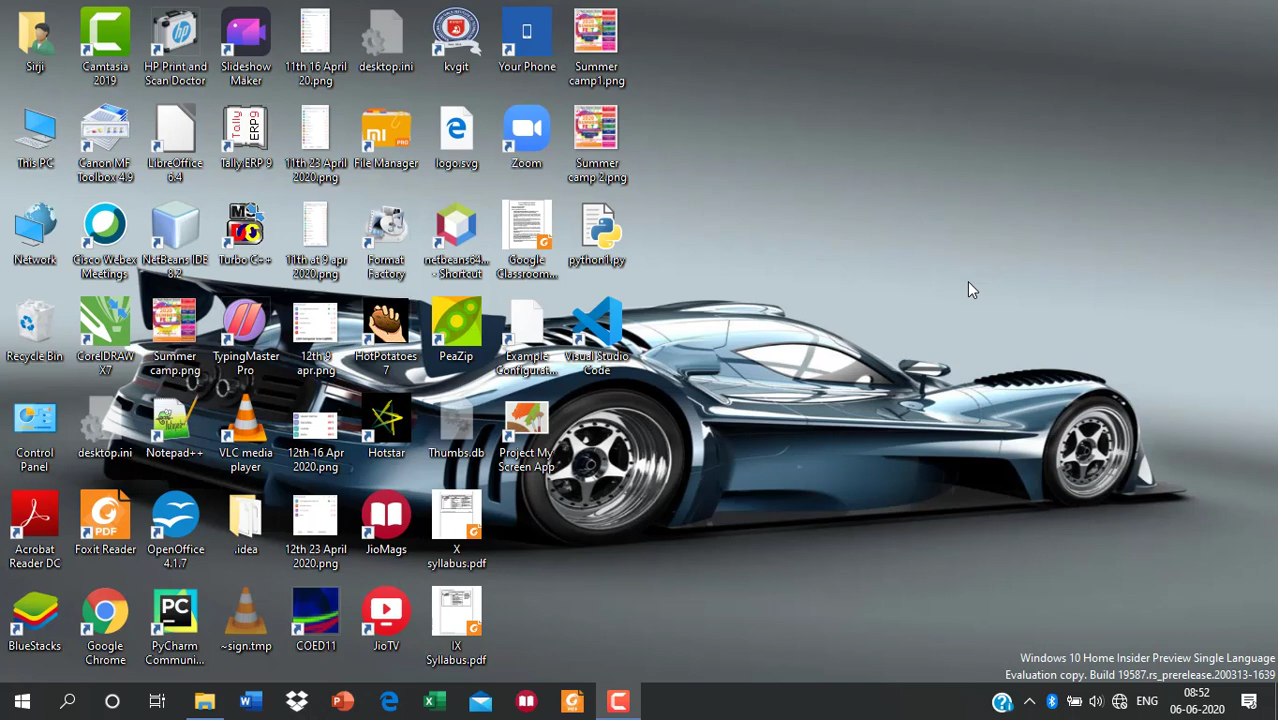 Sirji
Camtasia
2019
HP Print and
Scan Doctor
Slideshow
Maker
11th 16 April
20.png
desktop.ini
kvgit
Your Phone
Summer
camp1.png
This PC
Canon MF
Toolbox 4.9
LibreOffice
6.4
Tally.ERP 9
11th 23 April
2020.png
File Manager
logo.svg
Zoom
Summer
camp 2.png
Network
Cisco Webex
Meetings
NetBeans IDE
8.2
Turbo C++
11th at 9 apr
2020.png
Format
Factory
netbeans64...
- Shortcut
Google
Classroom...
python1.py
Recycle Bin
CorelDRAW
X7
Summer
camp.png
TypingMaster
Pro
12th 9
apr.png
HotPotatoes
7
PeaZip
Example
Configurat...
Visual Studio
Code
Control
Panel
desktop.ini
Notepad++
VLC media
player
12th 16 Apr
2020.png
Hotstar
Thumbs.db
Project My
Screen App
Acrobat
Reader DC
Foxit Reader
OpenOffice
4.1.7
.idea
12th 23 April
2020.png
JioMags
X
syllabus.pdf
BlueStacks
Google
Chrome
PyCharm
Communi...
~sign.tmp
COED11
JioTV
IX
Syllabus.pdf
Windows 10 Home Insider Preview Single Language
Evaluation copy. Build 19587.rs_prerelease.200313-1639
ENG
08:52
06-06-2020